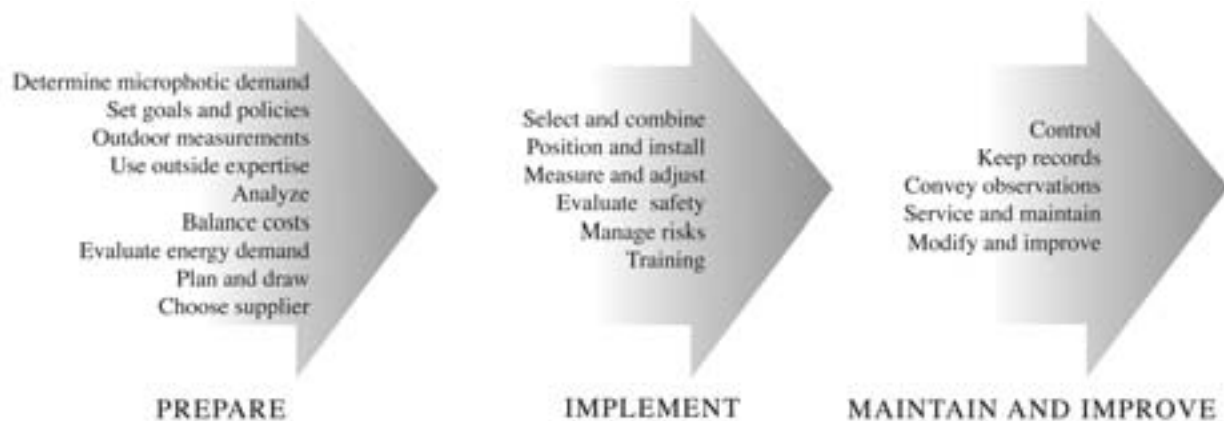 Determine microphotic demand
Set goals and policies
Outdoor measurements
Use outside expertise
Analyze
Balance costs
Evaluate energy demand
Plan and draw
Choose supplier
PREPARE
Select and combine
Position and install
Measure and adjust
Evaluate safety
Manage risks
Training
IMPLEMENT
Control
Keep records
Convey observations
Service and maintain
Modify and improve
MAINTAIN AND IMPROVE